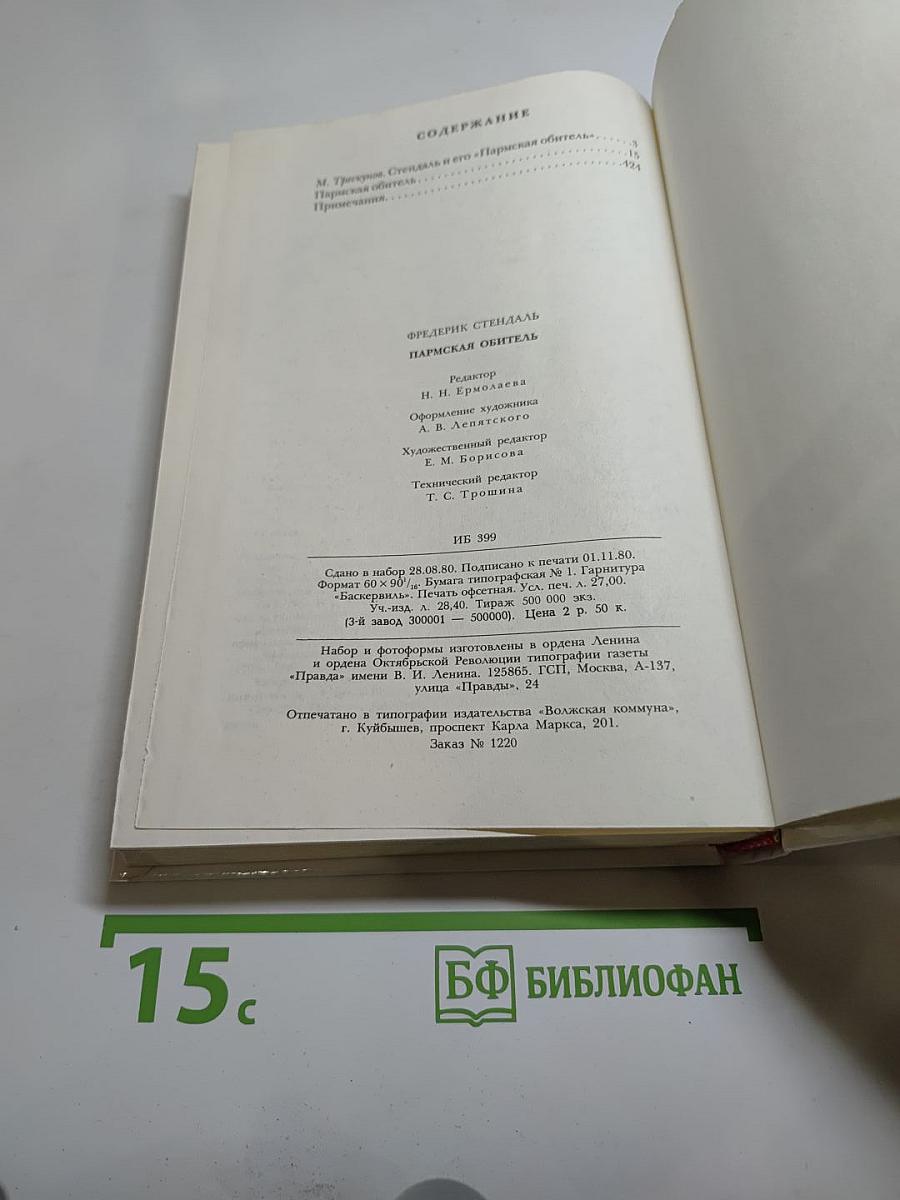 СОДЕРЖАНИЕ
М. Трескунов. Стендаль и его «Пармская обитель» . . . . . . 3
Пармская обитель . . . . . . . . . . . . . . . . . . . . . . . 15
Примечания. . . . . . . . . . . . . . . . . . . . . . . . . . 424
ФРЕДЕРИК СТЕНДАЛЬ
ПАРМСКАЯ ОБИТЕЛЬ
Редактор
Н. Н. Ермолаева
Оформление художника
А. В. Лепятского
Художественный редактор
Е. М. Борисова
Технический редактор
Т. С. Трошина
ИБ 399
Сдано в набор 28.08.80. Подписано к печати 01.11.80.
Формат 60 × 90¹/₁₆. Бумага типографская № 1. Гарнитура
«Баскервиль». Печать офсетная. Усл. печ. л. 27,00.
Уч.-изд. л. 28,40. Тираж 500 000 экз.
(3-й завод 300001 — 500000). Цена 2 р. 50 к.
Набор и фотоформы изготовлены в ордена Ленина
и ордена Октябрьской Революции типографии газеты
«Правда» имени В. И. Ленина. 125865. ГСП, Москва, А-137,
улица «Правды», 24
Отпечатано в типографии издательства «Волжская коммуна»,
г. Куйбышев, проспект Карла Маркса, 201.
Заказ № 1220
15 с
БФ БИБЛИОФАН